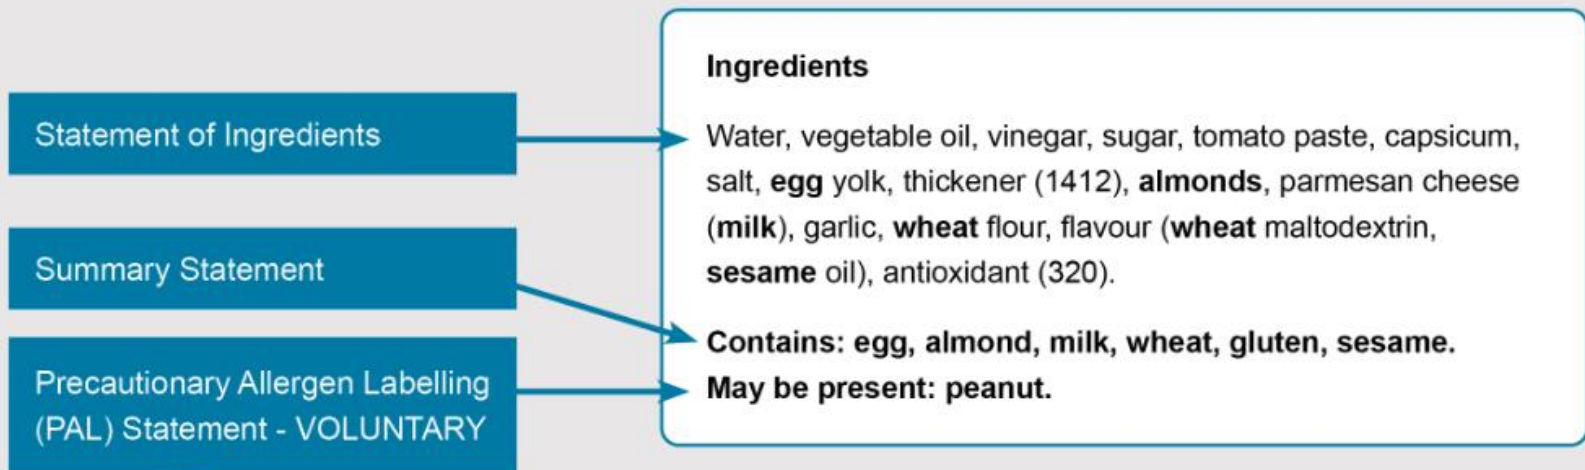 Statement of Ingredients
Summary Statement
Precautionary Allergen Labelling
(PAL) Statement - VOLUNTARY
Ingredients
Water, vegetable oil, vinegar, sugar, tomato paste, capsicum,
salt, egg yolk, thickener (1412), almonds, parmesan cheese
(milk), garlic, wheat flour, flavour (wheat maltodextrin,
sesame oil), antioxidant (320).
Contains: egg, almond, milk, wheat, gluten, sesame.
May be present: peanut.